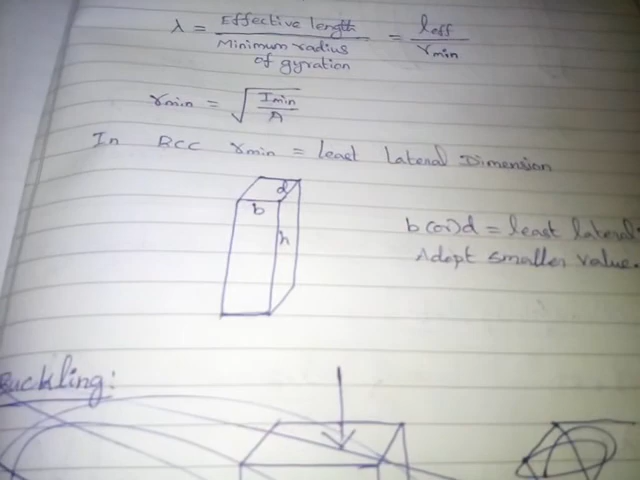 λ = Effective length / Minimum radius of gyration = leff / rmin
rmin = √(Imin / A)
In RCC rmin = least Lateral Dimension
d
b
h
b (or) d = least lateral
Adopt smaller value.
Buckling: